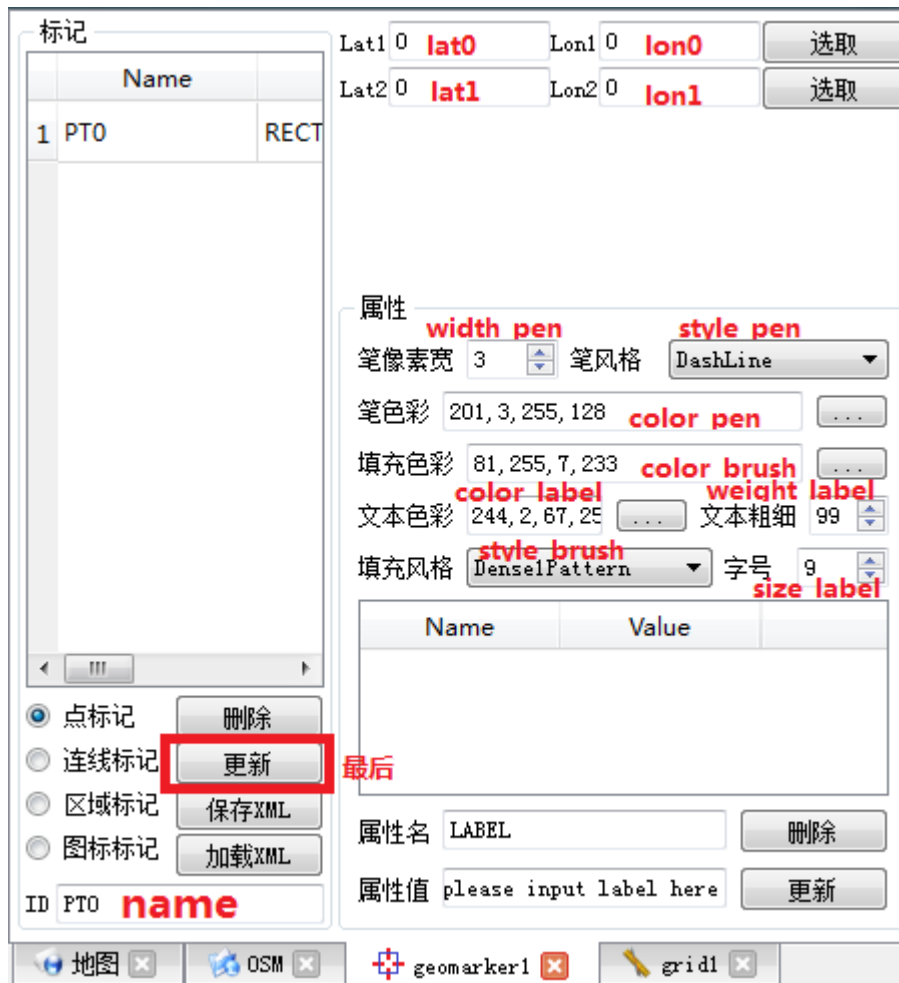 标记
Lat1 0 lat0 Lon1 0 lon0 选取
Lat2 0 lat1 Lon2 0 lon1 选取
Name
1 PT0 RECT
属性
width pen style pen
笔像素宽 3 笔风格 DashLine
笔色彩 201,3,255,128 color pen ...
填充色彩 81,255,7,233 color brush ...
color label weight label
文本色彩 244,2,67,25 ... 文本粗细 99
style brush
填充风格 Dense1Pattern 字号 9
size label
Name Value
点标记 删除
连线标记 更新 最后
区域标记 保存XML
图标标记 加载XML
ID PT0 name
属性名 LABEL 删除
属性值 please input label here 更新
地图 OSM geomarker1 grid1